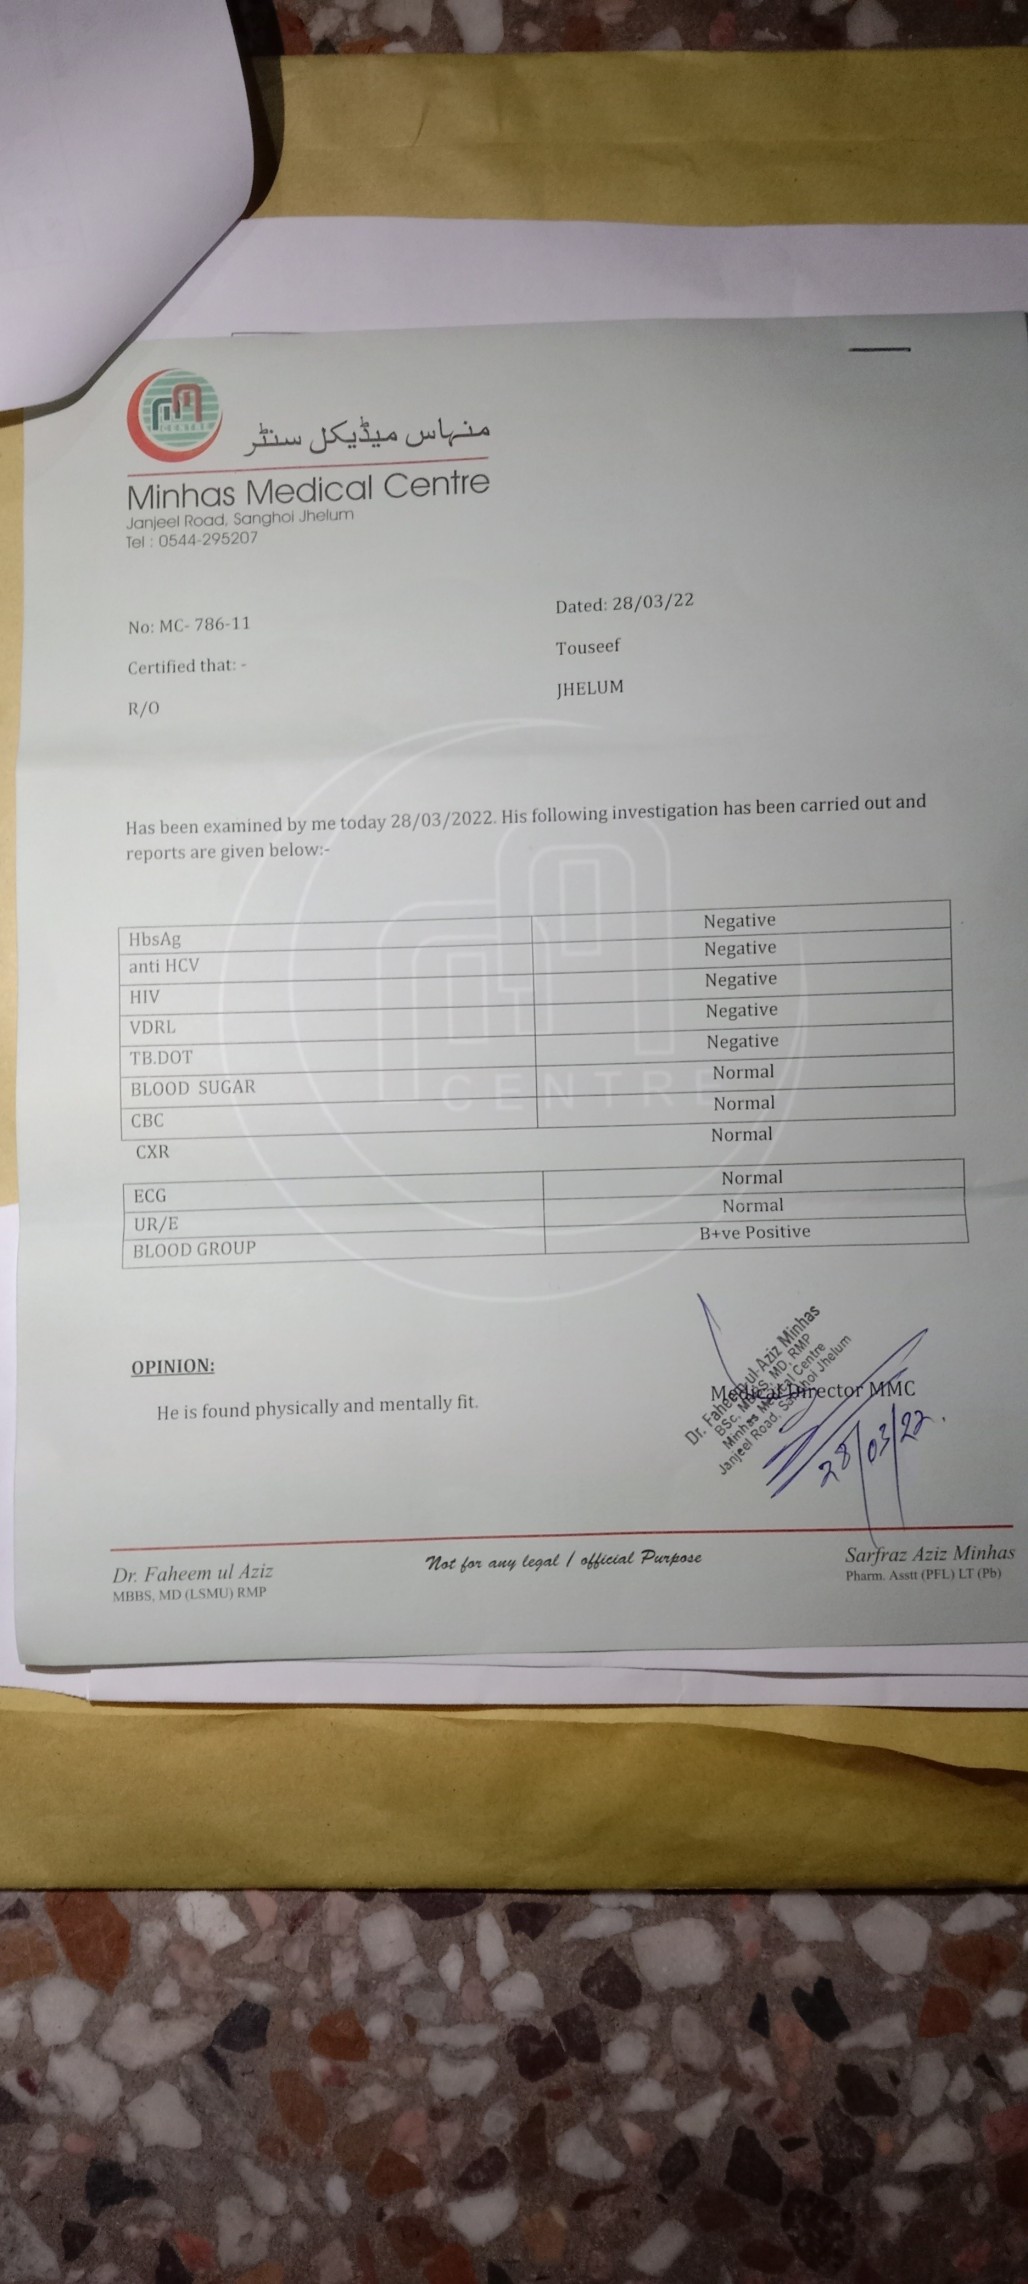 منہاس میڈیکل سنٹر
Minhas Medical Centre
Janjeel Road, Sanghoi Jhelum
Tel : 0544-295207
No: MC- 786-11 Dated: 28/03/22
Certified that: - Touseef
R/O JHELUM
Has been examined by me today 28/03/2022. His following investigation has been carried out and
reports are given below:-
HbsAg Negative
anti HCV Negative
HIV Negative
VDRL Negative
TB.DOT Negative
BLOOD SUGAR Normal
CBC Normal
CXR Normal
ECG Normal
UR/E Normal
BLOOD GROUP B+ve Positive
CENTRE
OPINION:
He is found physically and mentally fit.
Dr. Faheem-ul-Aziz Minhas
BSc. MBBS, MD, RMP
Minhas Medical Centre
Janjeel Road, Sanghoi Jhelum
Medical Director MMC
28/03/22.
Dr. Faheem ul Aziz
MBBS, MD (LSMU) RMP
Not for any legal / official Purpose
Sarfraz Aziz Minhas
Pharm. Asstt (PFL) LT (Pb)